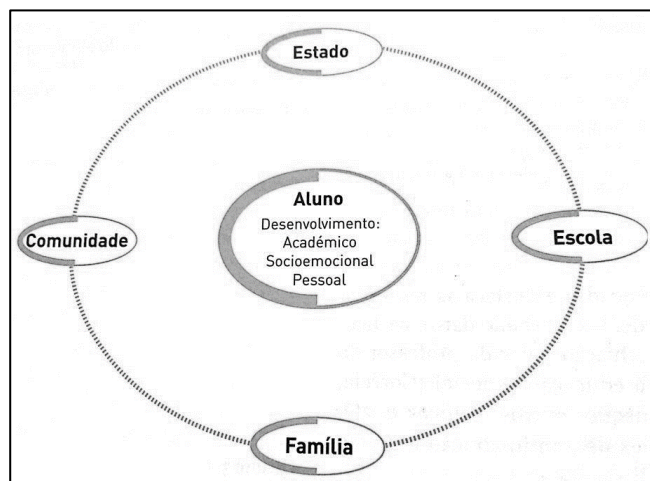 Estado
Aluno
Desenvolvimento:
Académico
Socioemocional
Pessoal
Comunidade
Escola
Família